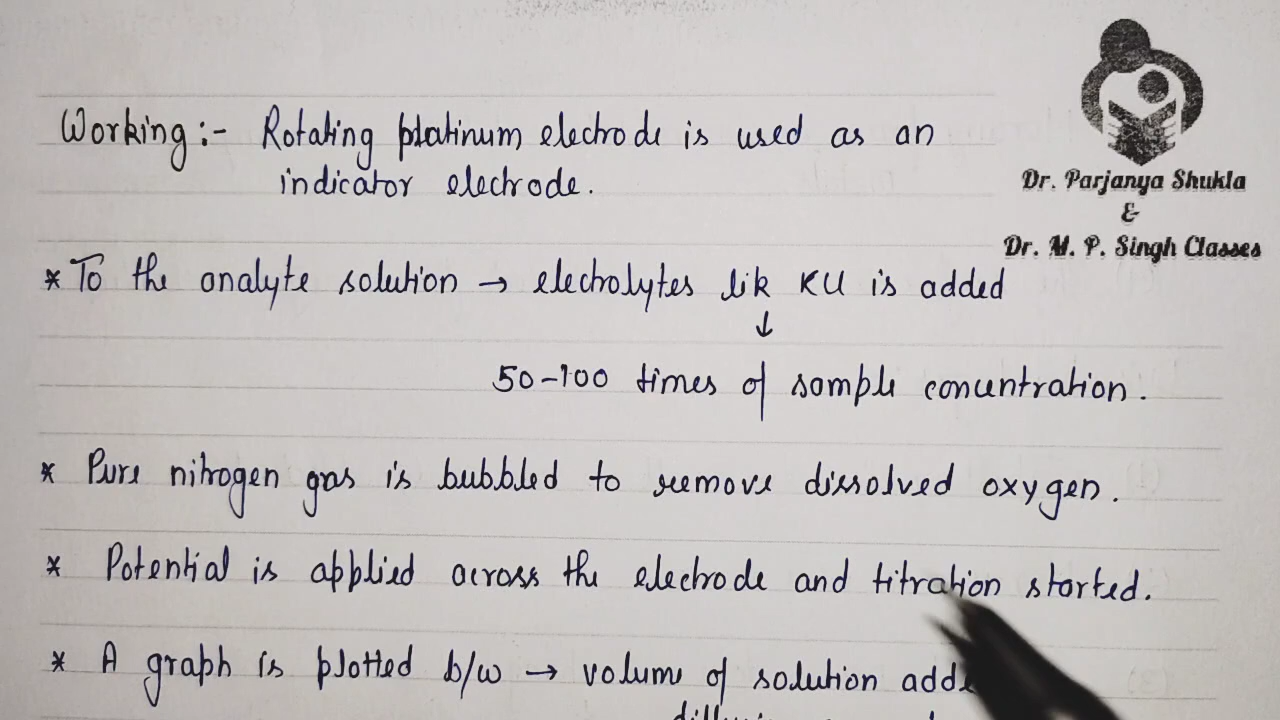 Working:- Rotating platinum electrode is used as an
indicator electrode.
Dr. Parjanya Shukla
&
Dr. M. P. Singh Classes
* To the analyte solution → electrolytes lik KCl is added
↓
50-100 times of sample concentration.
* Pure nitrogen gas is bubbled to remove dissolved oxygen.
* Potential is applied across the electrode and titration started.
* A graph is plotted b/w → volume of solution